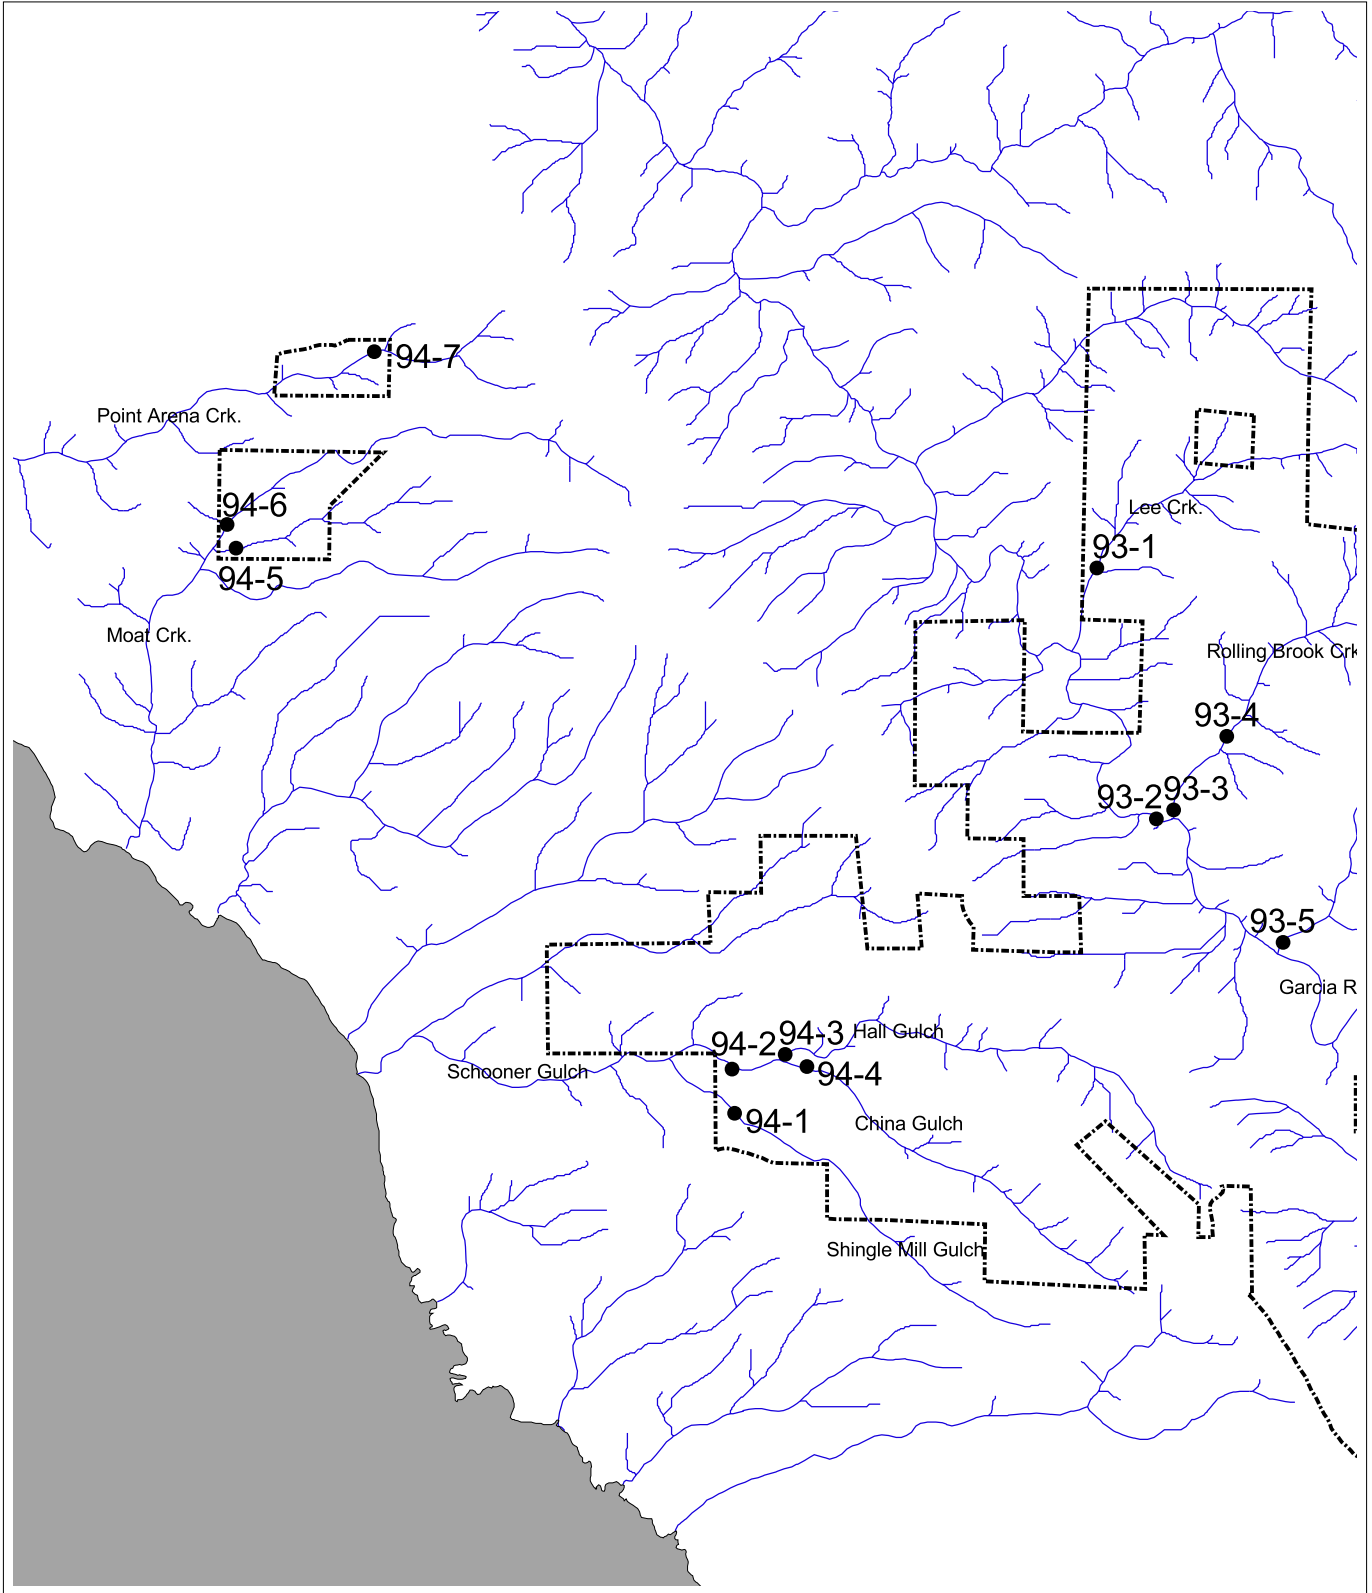 94-7
Point Arena Crk.
94-6
Lee Crk.
93-1
94-5
Moat Crk.
Rolling Brook Crk
93-4
93-2
93-3
93-5
Garcia R
94-2
94-3
Hall Gulch
Schooner Gulch
94-4
94-1
China Gulch
Shingle Mill Gulch